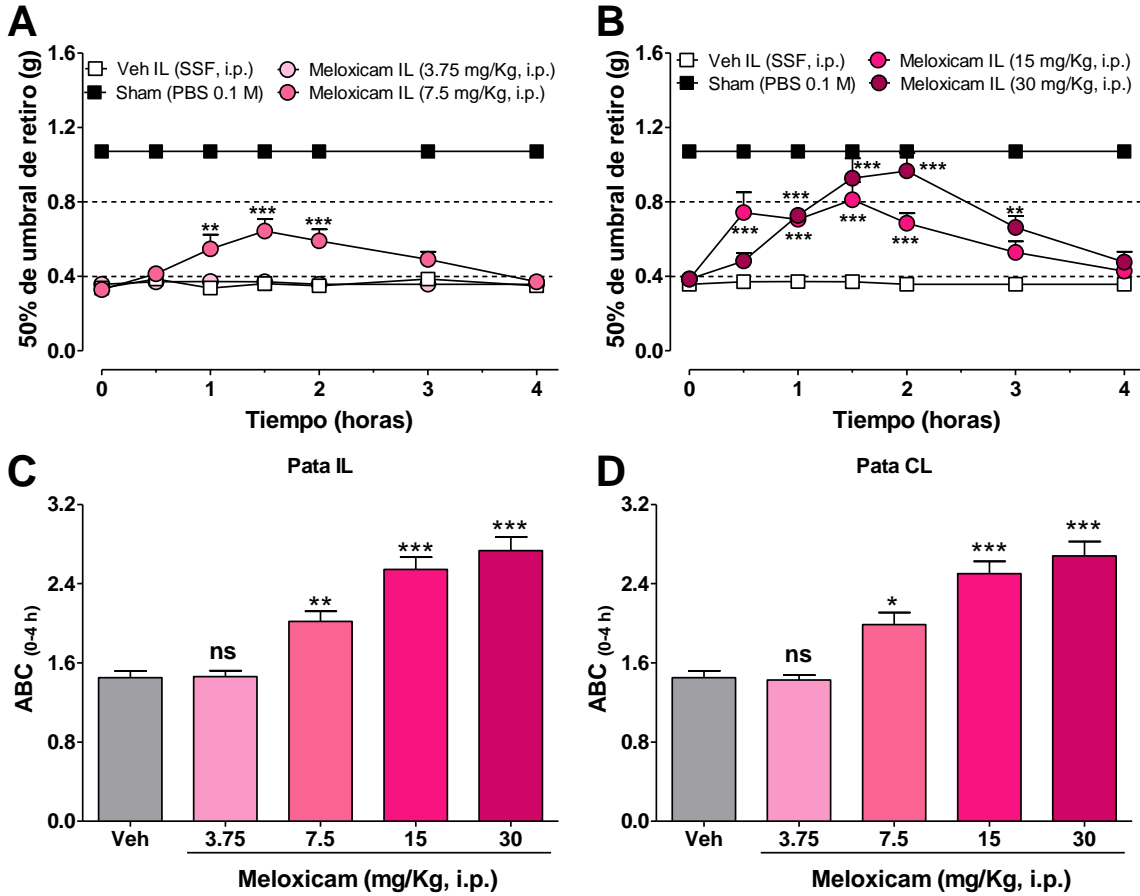 A
Veh IL (SSF, i.p.)
Meloxicam IL (3.75 mg/Kg, i.p.)
Sham (PBS 0.1 M)
Meloxicam IL (7.5 mg/Kg, i.p.)
50% de umbral de retiro (g)
1.6
1.2
0.8
0.4
0.0
** *** ***
0 1 2 3 4
Tiempo (horas)
B
Veh IL (SSF, i.p.)
Meloxicam IL (15 mg/Kg, i.p.)
Sham (PBS 0.1 M)
Meloxicam IL (30 mg/Kg, i.p.)
50% de umbral de retiro (g)
1.6
1.2
0.8
0.4
0.0
*** *** ***
**
*** *** *** ***
0 1 2 3 4
Tiempo (horas)
C
Pata IL
ABC (0-4 h)
3.2
2.4
1.6
0.8
0.0
ns ** *** ***
Veh 3.75 7.5 15 30
Meloxicam (mg/Kg, i.p.)
D
Pata CL
ABC (0-4 h)
3.2
2.4
1.6
0.8
0.0
ns * *** ***
Veh 3.75 7.5 15 30
Meloxicam (mg/Kg, i.p.)